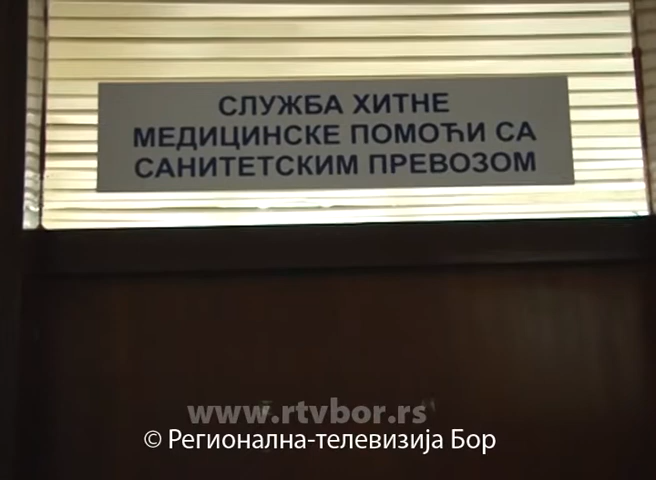 СЛУЖБА ХИТНЕ
МЕДИЦИНСКЕ ПОМОЋИ СА
САНИТЕТСКИМ ПРЕВОЗОМ
www.rtvbor.rs
© Регионална-телевизија Бор